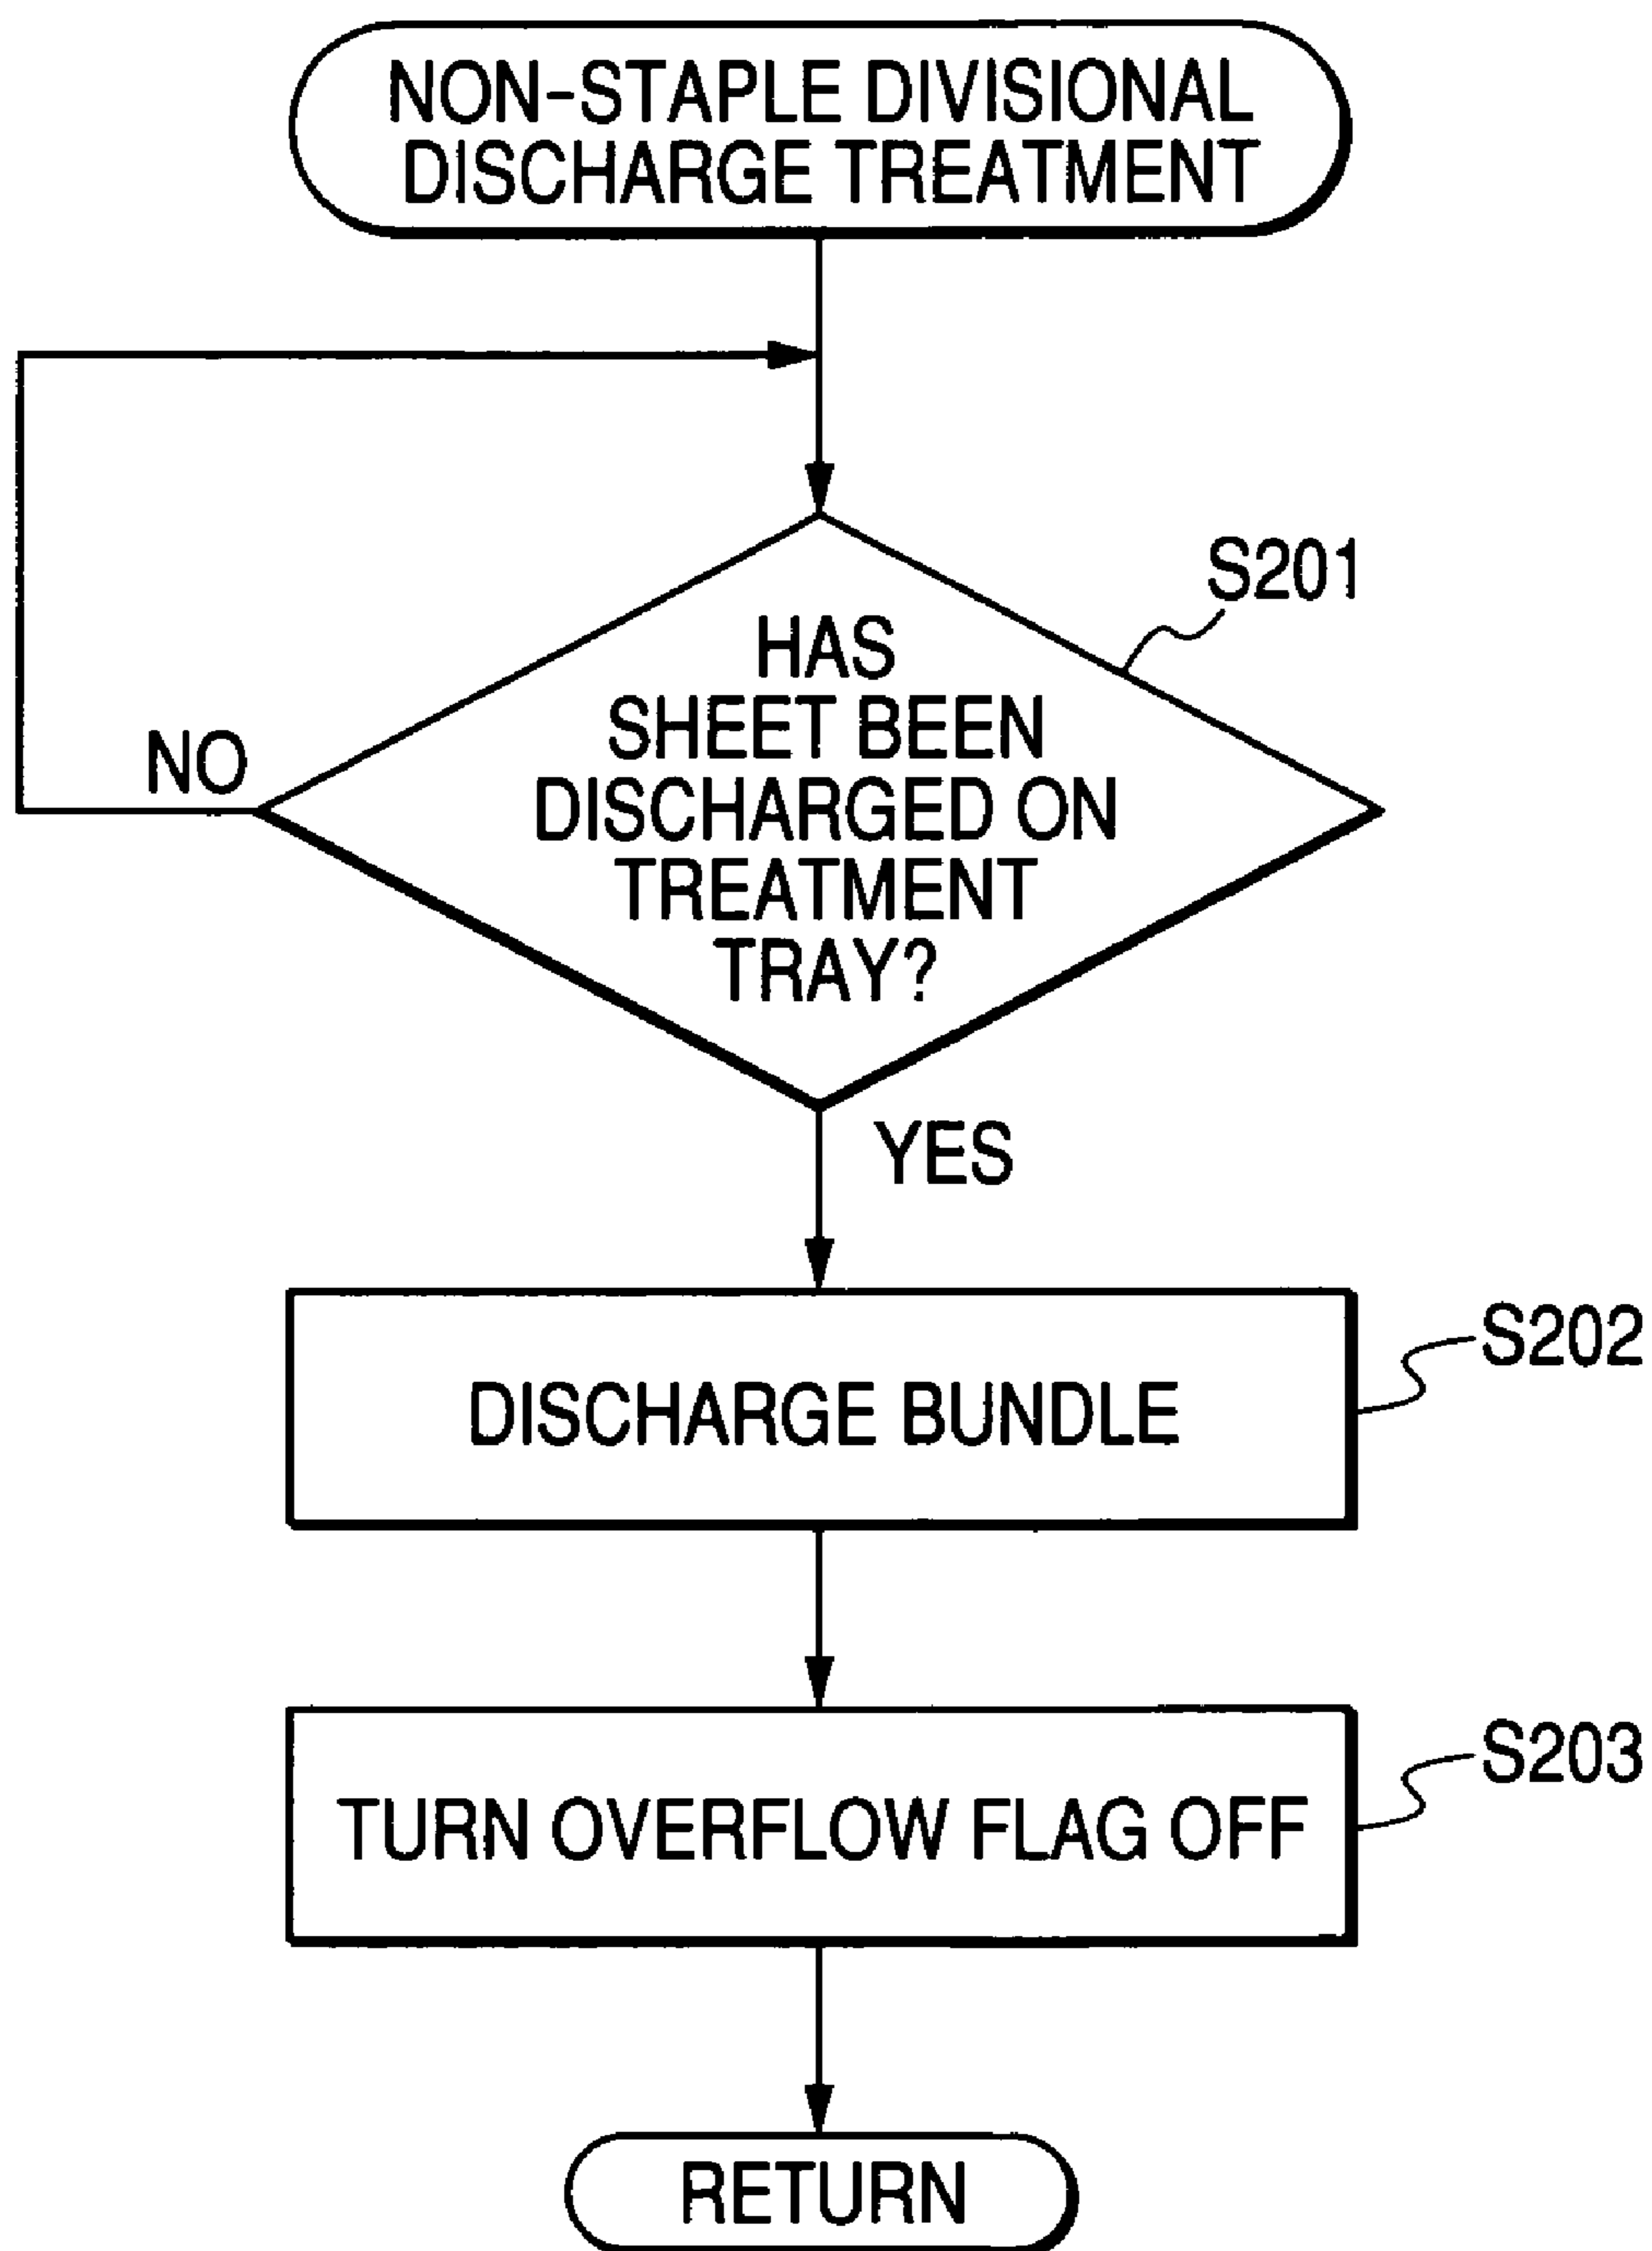 NON-STAPLE DIVISIONAL
DISCHARGE TREATMENT
S201
HAS
SHEET BEEN
DISCHARGED ON
TREATMENT
TRAY?
NO
YES
DISCHARGE BUNDLE
S202
TURN OVERFLOW FLAG OFF
S203
RETURN